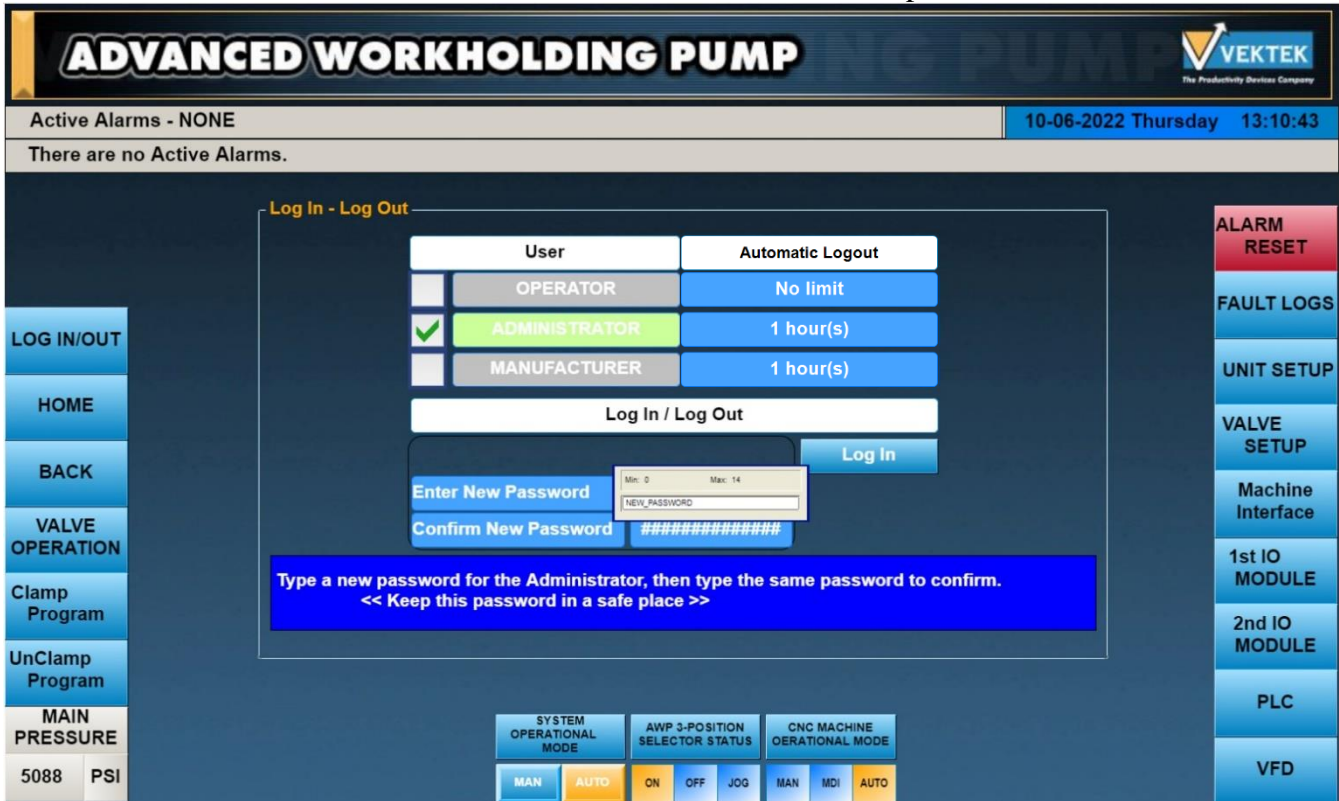 ADVANCED WORKHOLDING PUMP
VEKTEK
The Productivity Devices Company
Active Alarms - NONE
10-06-2022 Thursday 13:10:43
There are no Active Alarms.
Log In - Log Out
User
Automatic Logout
OPERATOR
No limit
ADMINISTRATOR
1 hour(s)
MANUFACTURER
1 hour(s)
Log In / Log Out
Log In
Enter New Password
Min: 0 Max: 14
NEW_PASSWORD
Confirm New Password
##############
Type a new password for the Administrator, then type the same password to confirm.
<< Keep this password in a safe place >>
LOG IN/OUT
HOME
BACK
VALVE
OPERATION
Clamp
Program
UnClamp
Program
MAIN
PRESSURE
5088 PSI
SYSTEM
OPERATIONAL
MODE
MAN AUTO
AWP 3-POSITION
SELECTOR STATUS
ON OFF JOG
CNC MACHINE
OERATIONAL MODE
MAN MDI AUTO
ALARM
RESET
FAULT LOGS
UNIT SETUP
VALVE
SETUP
Machine
Interface
1st IO
MODULE
2nd IO
MODULE
PLC
VFD